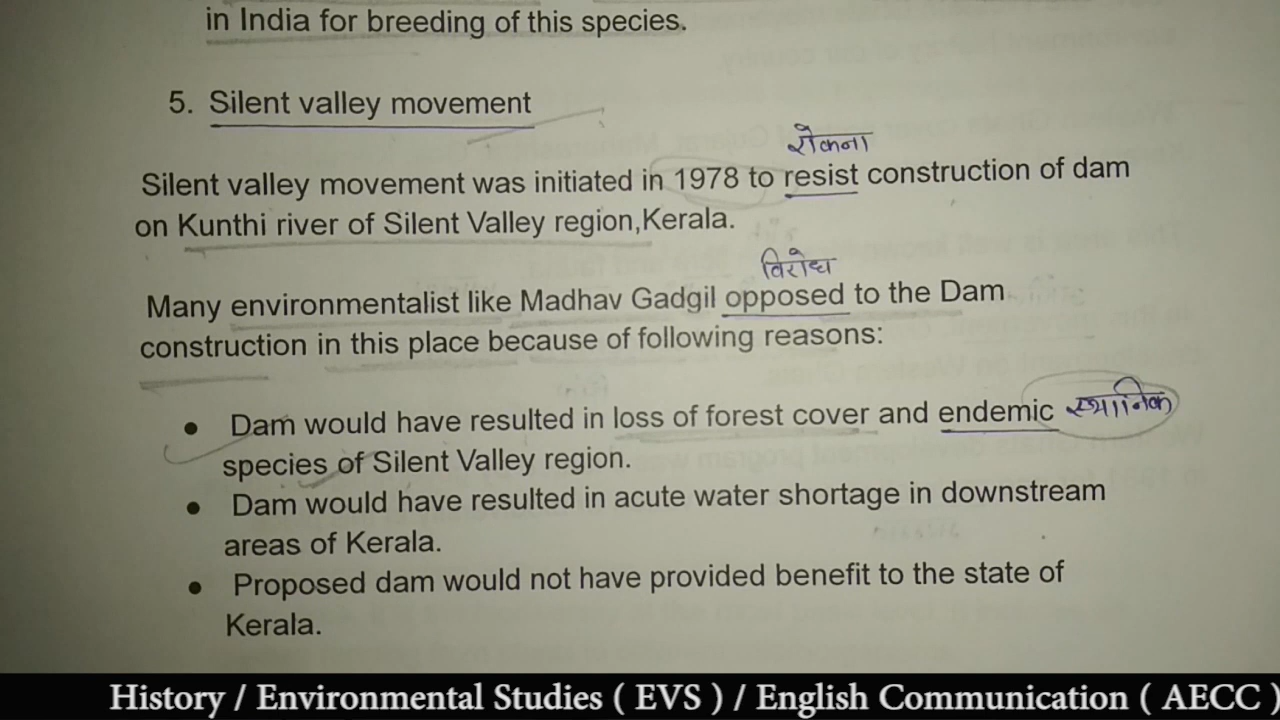 in India for breeding of this species.
5. Silent valley movement
रोकना
Silent valley movement was initiated in 1978 to resist construction of dam
on Kunthi river of Silent Valley region,Kerala.
विरोध
Many environmentalist like Madhav Gadgil opposed to the Dam
construction in this place because of following reasons:
• Dam would have resulted in loss of forest cover and endemic स्थानिक
species of Silent Valley region.
• Dam would have resulted in acute water shortage in downstream
areas of Kerala.
• Proposed dam would not have provided benefit to the state of
Kerala.
History / Environmental Studies ( EVS ) / English Communication ( AECC )